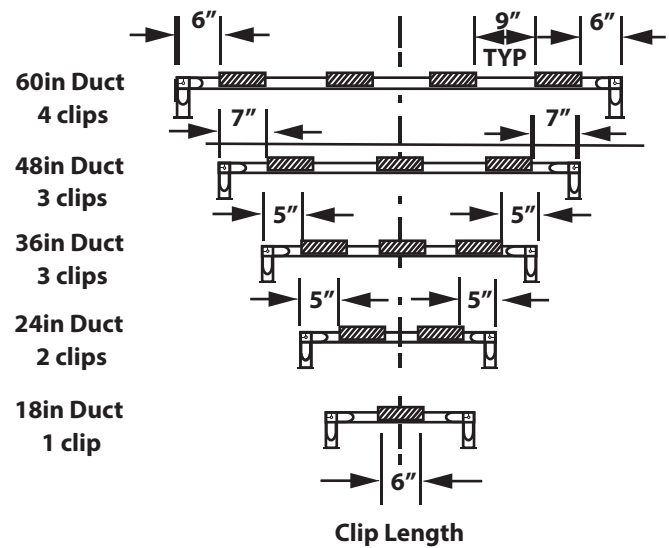 6″ 9″ 6″
TYP
60in Duct
4 clips
7″ 7″
48in Duct
3 clips
5″ 5″
36in Duct
3 clips
5″ 5″
24in Duct
2 clips
18in Duct
1 clip
6″
Clip Length